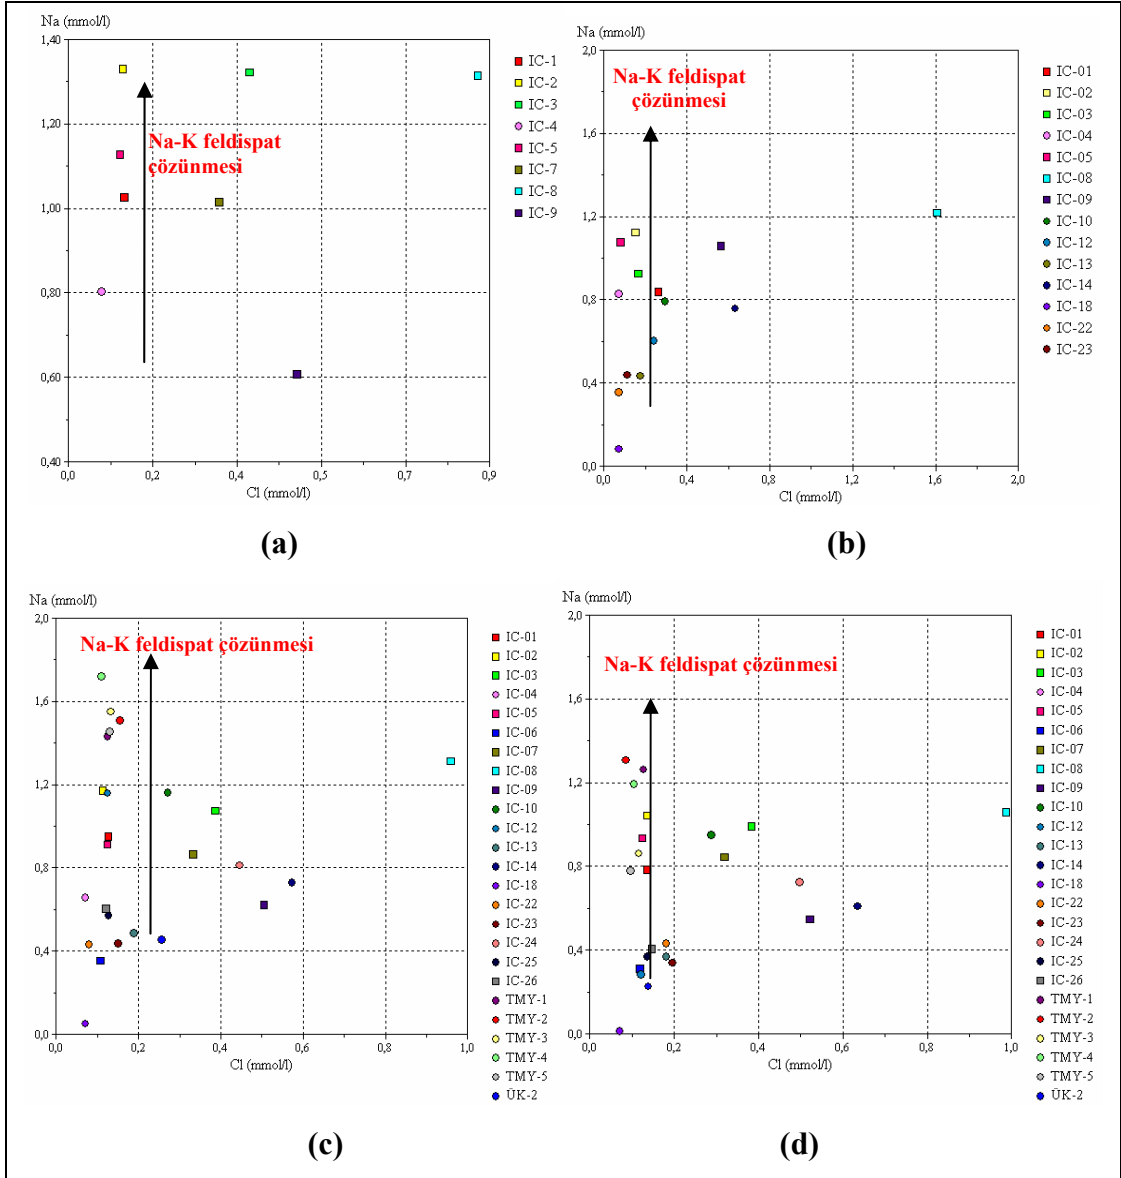 Na (mmol/l)
1,40
1,20
1,00
0,80
0,60
0,40
0,0
0,2
0,4
0,5
0,7
0,9
Cl (mmol/l)
Na-K feldispat
çözünmesi
IC-1
IC-2
IC-3
IC-4
IC-5
IC-7
IC-8
IC-9
(a)
Na (mmol/l)
2,0
1,6
1,2
0,8
0,4
0,0
0,0
0,4
0,8
1,2
1,6
2,0
Cl (mmol/l)
Na-K feldispat
çözünmesi
IC-01
IC-02
IC-03
IC-04
IC-05
IC-08
IC-09
IC-10
IC-12
IC-13
IC-14
IC-18
IC-22
IC-23
(b)
Na (mmol/l)
2,0
1,6
1,2
0,8
0,4
0,0
0,0
0,2
0,4
0,6
0,8
1,0
Cl (mmol/l)
Na-K feldispat çözünmesi
IC-01
IC-02
IC-03
IC-04
IC-05
IC-06
IC-07
IC-08
IC-09
IC-10
IC-12
IC-13
IC-14
IC-18
IC-22
IC-23
IC-24
IC-25
IC-26
TMY-1
TMY-2
TMY-3
TMY-4
TMY-5
ÜK-2
(c)
Na (mmol/l)
2,0
1,6
1,2
0,8
0,4
0,0
0,0
0,2
0,4
0,6
0,8
1,0
Cl (mmol/l)
Na-K feldispat çözünmesi
IC-01
IC-02
IC-03
IC-04
IC-05
IC-06
IC-07
IC-08
IC-09
IC-10
IC-12
IC-13
IC-14
IC-18
IC-22
IC-23
IC-24
IC-25
IC-26
TMY-1
TMY-2
TMY-3
TMY-4
TMY-5
ÜK-2
(d)